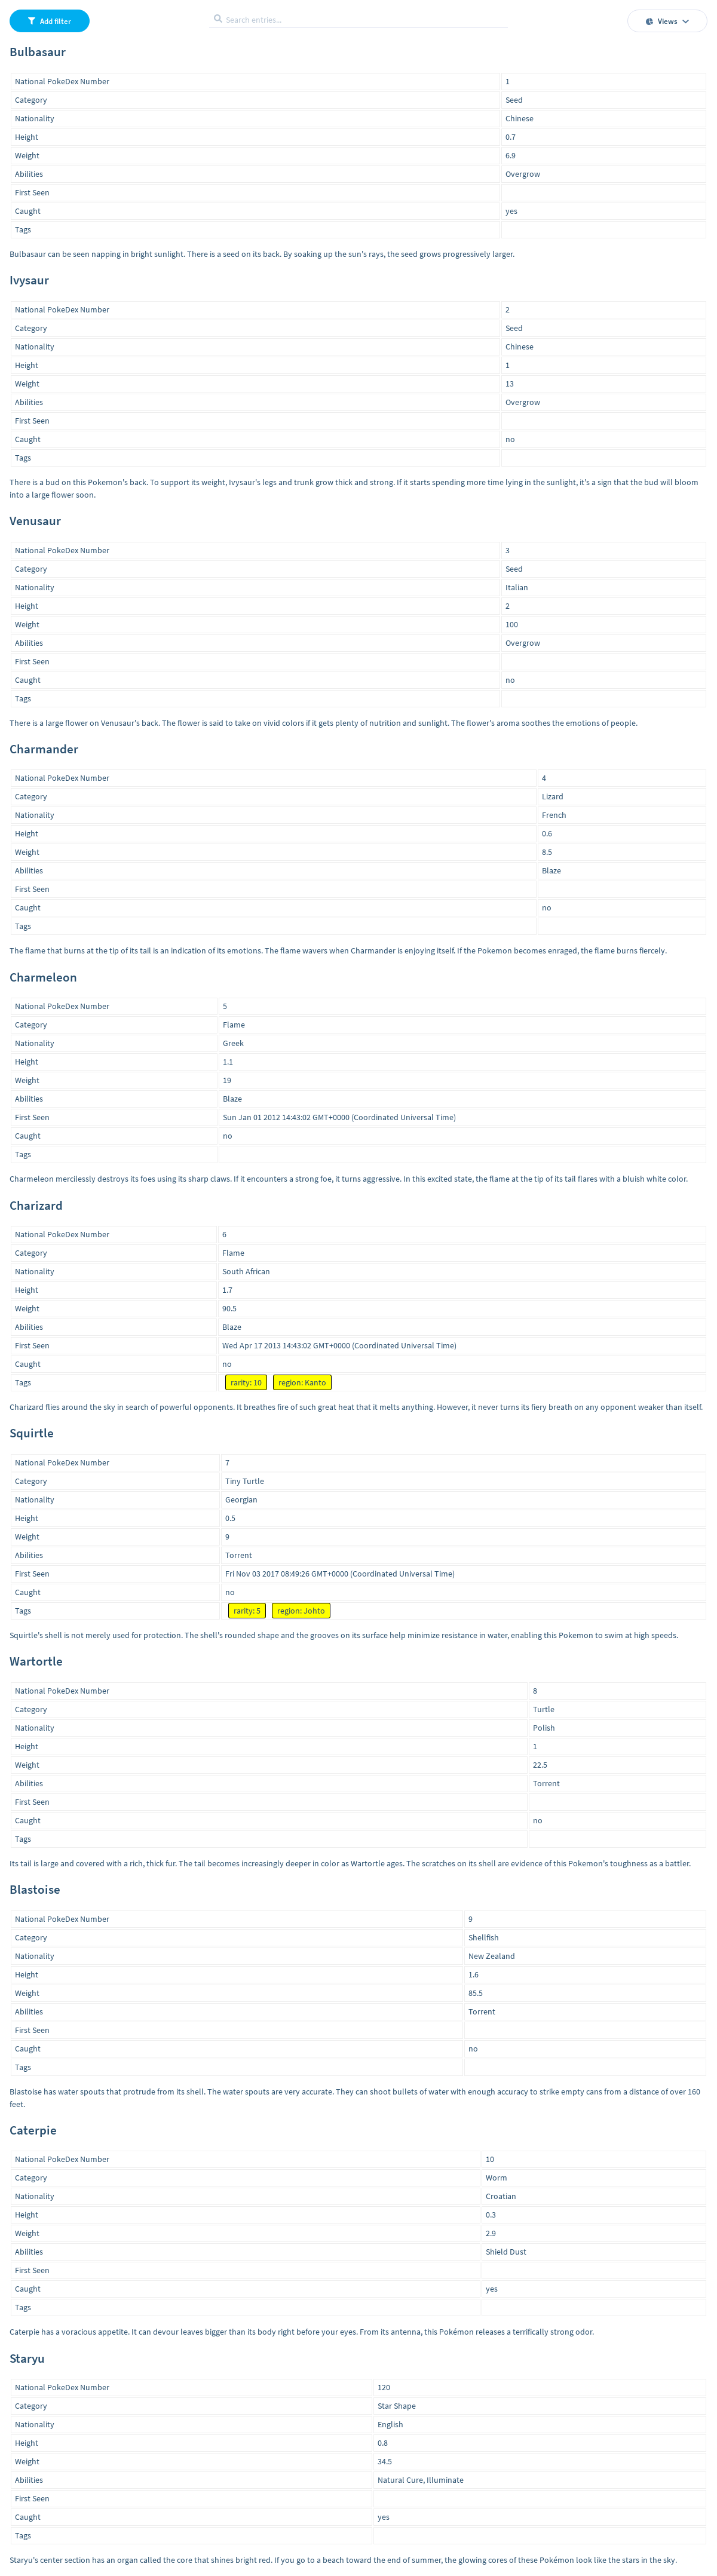 Add filter
Search entries...
Views
Bulbasaur
National PokeDex Number 1
Category Seed
Nationality Chinese
Height 0.7
Weight 6.9
Abilities Overgrow
First Seen
Caught yes
Tags
Bulbasaur can be seen napping in bright sunlight. There is a seed on its back. By soaking up the sun's rays, the seed grows progressively larger.
Ivysaur
National PokeDex Number 2
Category Seed
Nationality Chinese
Height 1
Weight 13
Abilities Overgrow
First Seen
Caught no
Tags
There is a bud on this Pokemon's back. To support its weight, Ivysaur's legs and trunk grow thick and strong. If it starts spending more time lying in the sunlight, it's a sign that the bud will bloom
into a large flower soon.
Venusaur
National PokeDex Number 3
Category Seed
Nationality Italian
Height 2
Weight 100
Abilities Overgrow
First Seen
Caught no
Tags
There is a large flower on Venusaur's back. The flower is said to take on vivid colors if it gets plenty of nutrition and sunlight. The flower's aroma soothes the emotions of people.
Charmander
National PokeDex Number 4
Category Lizard
Nationality French
Height 0.6
Weight 8.5
Abilities Blaze
First Seen
Caught no
Tags
The flame that burns at the tip of its tail is an indication of its emotions. The flame wavers when Charmander is enjoying itself. If the Pokemon becomes enraged, the flame burns fiercely.
Charmeleon
National PokeDex Number 5
Category Flame
Nationality Greek
Height 1.1
Weight 19
Abilities Blaze
First Seen Sun Jan 01 2012 14:43:02 GMT+0000 (Coordinated Universal Time)
Caught no
Tags
Charmeleon mercilessly destroys its foes using its sharp claws. If it encounters a strong foe, it turns aggressive. In this excited state, the flame at the tip of its tail flares with a bluish white color.
Charizard
National PokeDex Number 6
Category Flame
Nationality South African
Height 1.7
Weight 90.5
Abilities Blaze
First Seen Wed Apr 17 2013 14:43:02 GMT+0000 (Coordinated Universal Time)
Caught no
Tags rarity: 10 region: Kanto
Charizard flies around the sky in search of powerful opponents. It breathes fire of such great heat that it melts anything. However, it never turns its fiery breath on any opponent weaker than itself.
Squirtle
National PokeDex Number 7
Category Tiny Turtle
Nationality Georgian
Height 0.5
Weight 9
Abilities Torrent
First Seen Fri Nov 03 2017 08:49:26 GMT+0000 (Coordinated Universal Time)
Caught no
Tags rarity: 5 region: Johto
Squirtle's shell is not merely used for protection. The shell's rounded shape and the grooves on its surface help minimize resistance in water, enabling this Pokemon to swim at high speeds.
Wartortle
National PokeDex Number 8
Category Turtle
Nationality Polish
Height 1
Weight 22.5
Abilities Torrent
First Seen
Caught no
Tags
Its tail is large and covered with a rich, thick fur. The tail becomes increasingly deeper in color as Wartortle ages. The scratches on its shell are evidence of this Pokemon's toughness as a battler.
Blastoise
National PokeDex Number 9
Category Shellfish
Nationality New Zealand
Height 1.6
Weight 85.5
Abilities Torrent
First Seen
Caught no
Tags
Blastoise has water spouts that protrude from its shell. The water spouts are very accurate. They can shoot bullets of water with enough accuracy to strike empty cans from a distance of over 160
feet.
Caterpie
National PokeDex Number 10
Category Worm
Nationality Croatian
Height 0.3
Weight 2.9
Abilities Shield Dust
First Seen
Caught yes
Tags
Caterpie has a voracious appetite. It can devour leaves bigger than its body right before your eyes. From its antenna, this Pokémon releases a terrifically strong odor.
Staryu
National PokeDex Number 120
Category Star Shape
Nationality English
Height 0.8
Weight 34.5
Abilities Natural Cure, Illuminate
First Seen
Caught yes
Tags
Staryu's center section has an organ called the core that shines bright red. If you go to a beach toward the end of summer, the glowing cores of these Pokémon look like the stars in the sky.